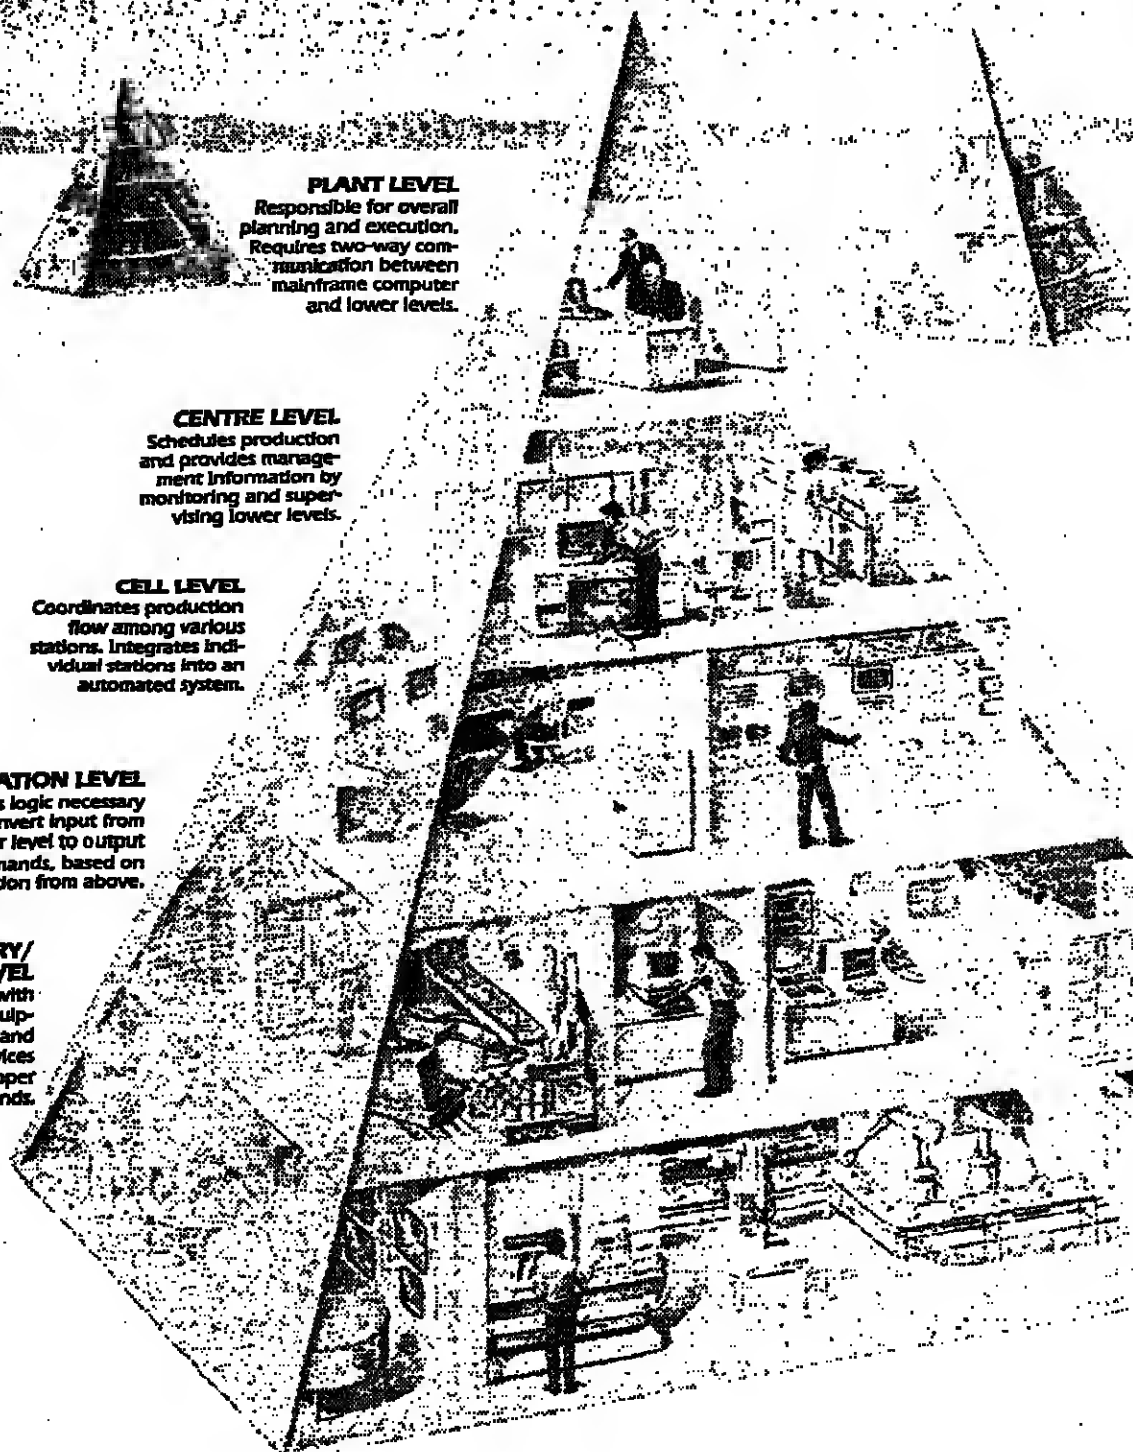 PLANT LEVEL
Responsible for overall
planning and execution.
Requires two-way com-
munication between
mainframe computer
and lower levels.
CENTRE LEVEL
Schedules production
and provides manage-
ment information by
monitoring and super-
vising lower levels.
CELL LEVEL
Coordinates production
flow among various
stations. Integrates indi-
vidual stations into an
automated system.
ATION LEVEL
s logic necessary
nvert input from
r level to output
nands, based on
tion from above.
RY/
VEL
with
uip-
and
vices
pper
nds.